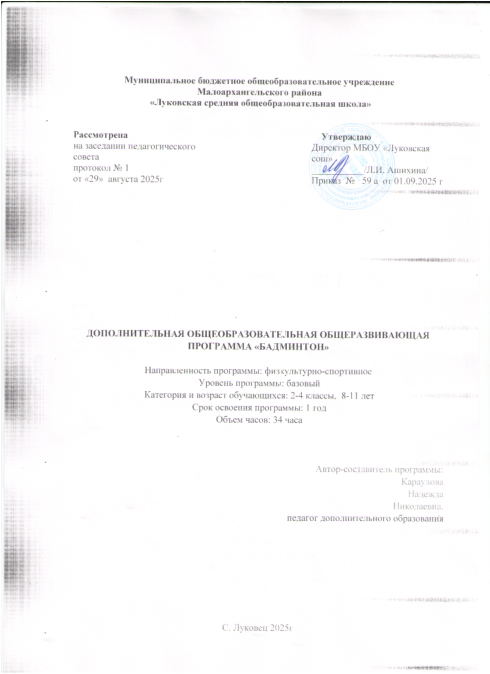 Муниципальное бюджетное общеобразовательное учреждение
Малоархангельского района
«Луковская средняя общеобразовательная школа»
Рассмотрена
на заседании педагогического
совета
протокол № 1
от «29» августа 2025г
Утверждаю
Директор МБОУ «Луковская
сош»
/Л.И. Ашихина/
Приказ № 59 а от 01.09.2025 г
ДОПОЛНИТЕЛЬНАЯ ОБЩЕОБРАЗОВАТЕЛЬНАЯ ОБЩЕРАЗВИВАЮЩАЯ
ПРОГРАММА «БАДМИНТОН»
Направленность программы: физкультурно-спортивное
Уровень программы: базовый
Категория и возраст обучающихся: 2-4 классы, 8-11 лет
Срок освоения программы: 1 год
Объем часов: 34 часа
Автор-составитель программы:
Караулова
Надежда
Николаевна,
педагог дополнительного образования
С. Луковец 2025г